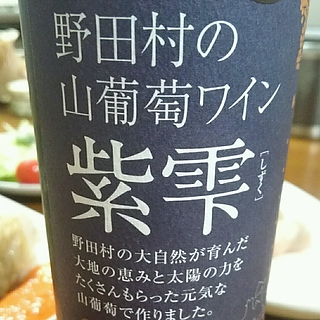 野田村の
山葡萄ワイン
紫雫
［しずく］
野田村の大自然が育んだ
大地の恵みと太陽の力を
たくさんもらった元気な
山葡萄で作りました。